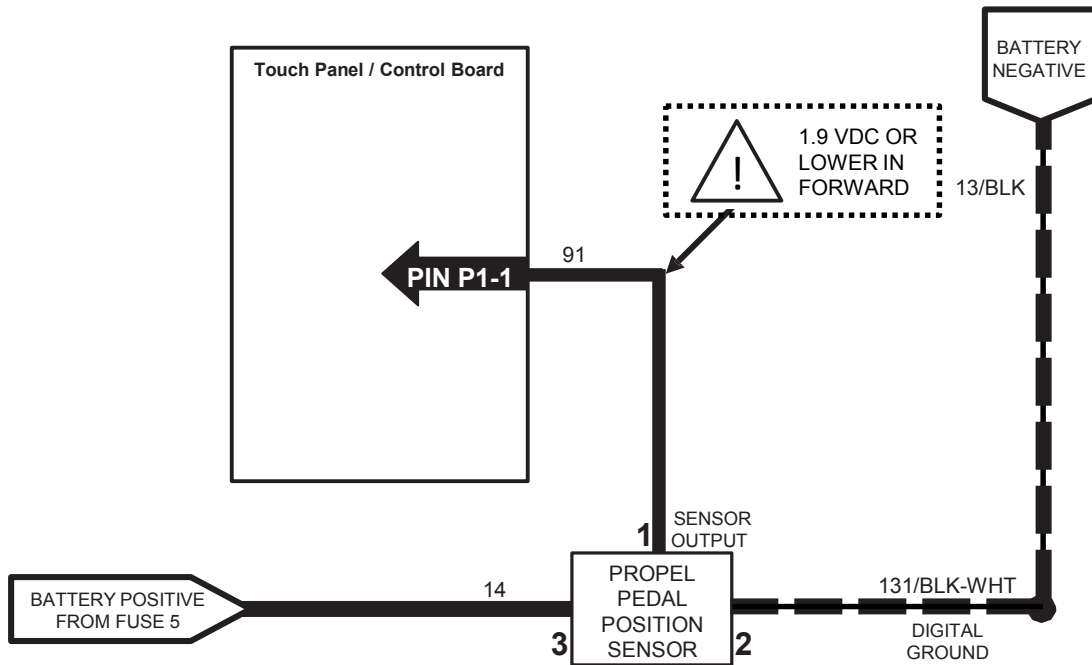 BATTERY
NEGATIVE
Touch Panel / Control Board
!
1.9 VDC OR
LOWER IN
FORWARD
13/BLK
91
PIN P1-1
1
SENSOR
OUTPUT
PROPEL
PEDAL
POSITION
SENSOR
BATTERY POSITIVE
FROM FUSE 5
14
3
2
131/BLK-WHT
DIGITAL
GROUND